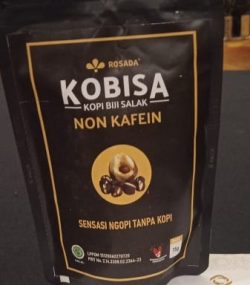 ROSADA
KOBISA
KOPI BIJI SALAK
NON KAFEIN
SENSASI NGOPI TANPA KOPI